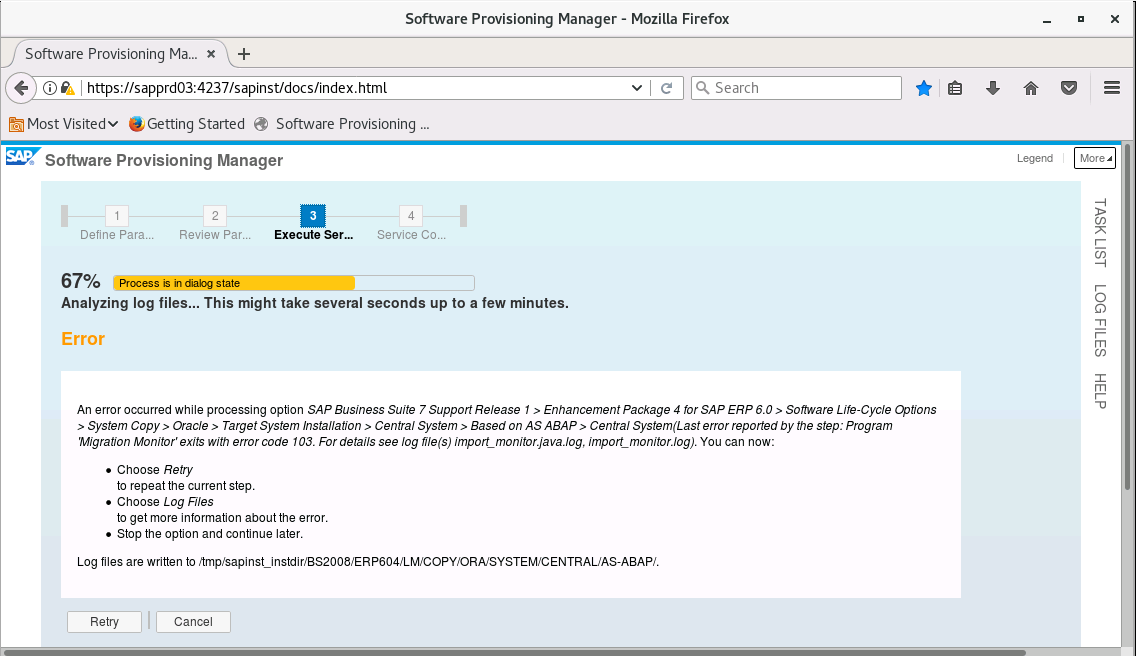 Software Provisioning Manager - Mozilla Firefox
Software Provisioning Ma...
https://sapprd03:4237/sapinst/docs/index.html
Search
Most Visited
Getting Started
Software Provisioning ...
SAP
Software Provisioning Manager
Legend
More
1
2
3
4
Define Para...
Review Par...
Execute Ser...
Service Co...
67%
Process is in dialog state
Analyzing log files... This might take several seconds up to a few minutes.
Error
An error occurred while processing option SAP Business Suite 7 Support Release 1 > Enhancement Package 4 for SAP ERP 6.0 > Software Life-Cycle Options
> System Copy > Oracle > Target System Installation > Central System > Based on AS ABAP > Central System(Last error reported by the step: Program
'Migration Monitor' exits with error code 103. For details see log file(s) import_monitor.java.log, import_monitor.log). You can now:
• Choose Retry
to repeat the current step.
• Choose Log Files
to get more information about the error.
• Stop the option and continue later.
Log files are written to /tmp/sapinst_instdir/BS2008/ERP604/LM/COPY/ORA/SYSTEM/CENTRAL/AS-ABAP/.
Retry
Cancel
TASK LIST
LOG FILES
HELP